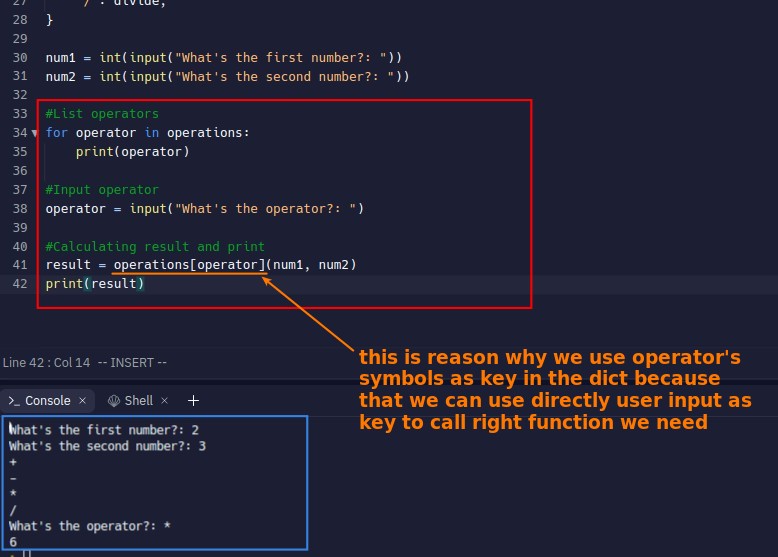 27 '/': divide,
28 }
29
30 num1 = int(input("What's the first number?: "))
31 num2 = int(input("What's the second number?: "))
32
33 #List operators
34 for operator in operations:
35 print(operator)
36
37 #Input operator
38 operator = input("What's the operator?: ")
39
40 #Calculating result and print
41 result = operations[operator](num1, num2)
42 print(result)
this is reason why we use operator's
symbols as key in the dict because
that we can use directly user input as
key to call right function we need
Line 42 : Col 14 -- INSERT --
>_ Console × Shell × +
What's the first number?: 2
What's the second number?: 3
+
-
*
/
What's the operator?: *
6